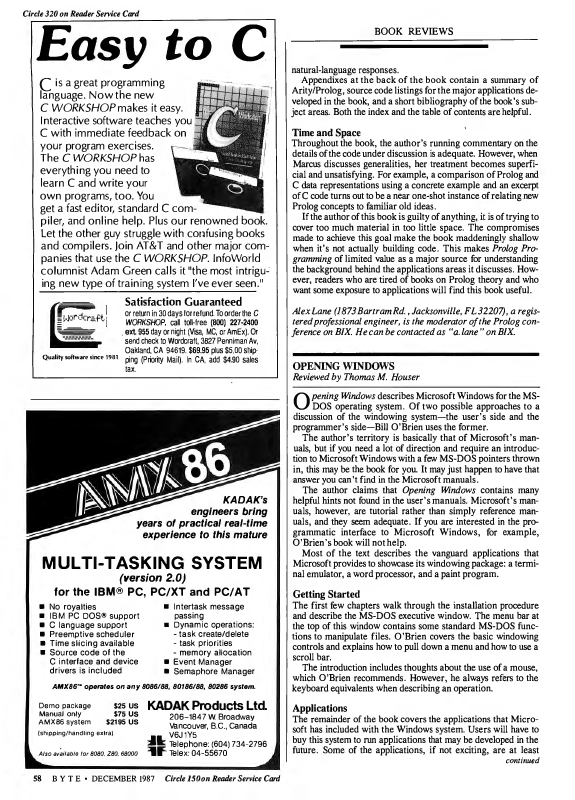 Circle 320 on Reader Service Card
Easy to C
C is a great programming
language. Now the new
C WORKSHOP makes it easy.
Interactive software teaches you
C with immediate feedback on
your program exercises.
The C WORKSHOP has
everything you need to
learn C and write your
own programs, too. You
get a fast editor, standard C com-
piler, and online help. Plus our renowned book.
Let the other guy struggle with confusing books
and compilers. Join AT&T and other major com-
panies that use the C WORKSHOP. InfoWorld
columnist Adam Green calls it "the most intrigu-
ing new type of training system I've ever seen."
Wordcraft
Quality software since 1981
Satisfaction Guaranteed
or return in 30 days for refund. To order the C
WORKSHOP, call toll-free (800) 227-2400
ext. 955 day or night (Visa, MC, or AmEx). Or
send check to Wordcraft, 3827 Penniman Av,
Oakland, CA 94619. $69.95 plus $5.00 ship-
ping (Priority Mail). In CA, add $4.90 sales
tax.
AMX 86
KADAK's
engineers bring
years of practical real-time
experience to this mature
MULTI-TASKING SYSTEM
(version 2.0)
for the IBM® PC, PC/XT and PC/AT
■ No royalties
■ IBM PC DOS® support
■ C language support
■ Preemptive scheduler
■ Time slicing available
■ Source code of the
C interface and device
drivers is included
■ Intertask message
passing
■ Dynamic operations:
- task create/delete
- task priorities
- memory allocation
■ Event Manager
■ Semaphore Manager
AMX86™ operates on any 8086/88, 80186/88, 80286 system.
Demo package $25 US
Manual only $75 US
AMX86 system $2195 US
(shipping/handling extra)
Also available for 8080, Z80, 68000
KADAK Products Ltd.
206-1847 W. Broadway
Vancouver, B.C., Canada
V6J 1Y5
Telephone: (604) 734-2796
Telex: 04-55670
58 BYTE • DECEMBER 1987 Circle 150 on Reader Service Card
BOOK REVIEWS
natural-language responses.
Appendixes at the back of the book contain a summary of
Arity/Prolog, source code listings for the major applications de-
veloped in the book, and a short bibliography of the book's sub-
ject areas. Both the index and the table of contents are helpful.
Time and Space
Throughout the book, the author's running commentary on the
details of the code under discussion is adequate. However, when
Marcus discusses generalities, her treatment becomes superfi-
cial and unsatisfying. For example, a comparison of Prolog and
C data representations using a concrete example and an excerpt
of C code turns out to be a near one-shot instance of relating new
Prolog concepts to familiar old ideas.
If the author of this book is guilty of anything, it is of trying to
cover too much material in too little space. The compromises
made to achieve this goal make the book maddeningly shallow
when it's not actually building code. This makes Prolog Pro-
gramming of limited value as a major source for understanding
the background behind the application areas it discusses. How-
ever, readers who are tired of books on Prolog theory and who
want some exposure to applications will find this book useful.
Alex Lane (1873 Bartram Rd., Jacksonville, FL 32207), a regis-
tered professional engineer, is the moderator of the Prolog con-
ference on BIX. He can be contacted as "a.lane" on BIX.
OPENING WINDOWS
Reviewed by Thomas M. Houser
Opening Windows describes Microsoft Windows for the MS-
DOS operating system. Of two possible approaches to a
discussion of the windowing system—the user's side and the
programmer's side—Bill O'Brien uses the former.
The author's territory is basically that of Microsoft's man-
uals, but if you need a lot of direction and require an introduc-
tion to Microsoft Windows with a few MS-DOS pointers thrown
in, this may be the book for you. It may just happen to have that
answer you can't find in the Microsoft manuals.
The author claims that Opening Windows contains many
helpful hints not found in the user's manuals. Microsoft's man-
uals, however, are tutorial rather than simply reference man-
uals, and they seem adequate. If you are interested in the pro-
grammatic interface to Microsoft Windows, for example,
O'Brien's book will not help.
Most of the text describes the vanguard applications that
Microsoft provides to showcase its windowing package: a termi-
nal emulator, a word processor, and a paint program.
Getting Started
The first few chapters walk through the installation procedure
and describe the MS-DOS executive window. The menu bar at
the top of this window contains some standard MS-DOS func-
tions to manipulate files. O'Brien covers the basic windowing
controls and explains how to pull down a menu and how to use a
scroll bar.
The introduction includes thoughts about the use of a mouse,
which O'Brien recommends. However, he always refers to the
keyboard equivalents when describing an operation.
Applications
The remainder of the book covers the applications that Micro-
soft has included with the Windows system. Users will have to
buy this system to run applications that may be developed in the
future. Some of the applications, if not exciting, are at least
continued